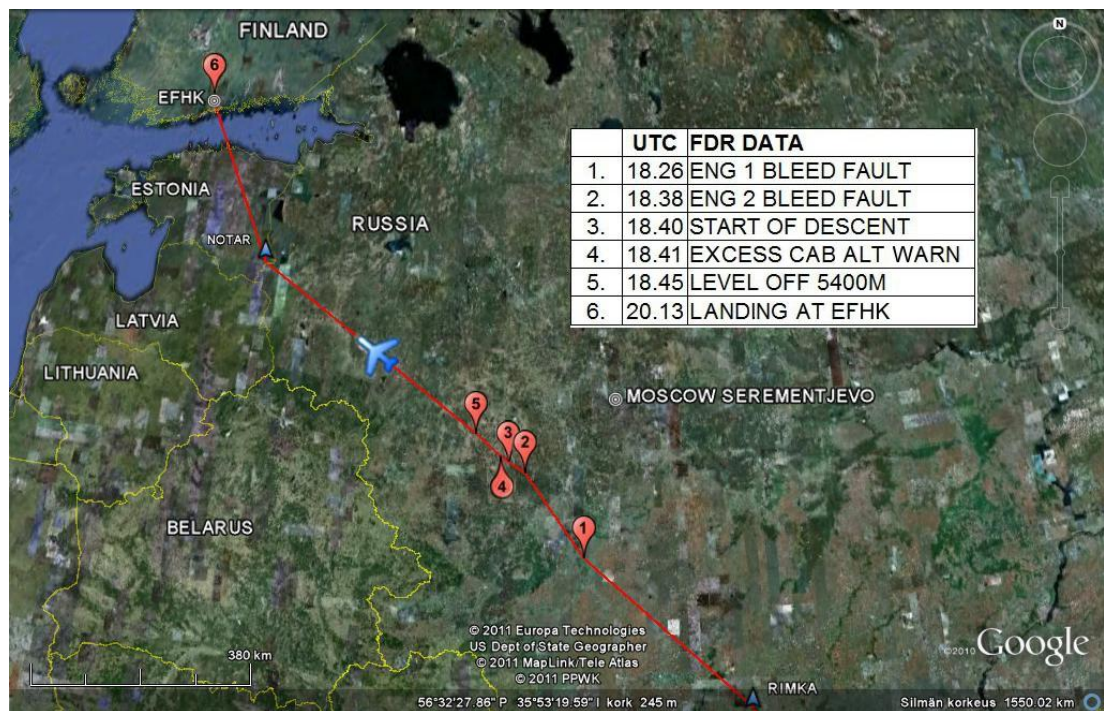 N
FINLAND
6
EFHK
ESTONIA
RUSSIA
NOTAR
LATVIA
LITHUANIA
MOSCOW SEREMENTJEVO
5
3
2
4
BELARUS
1
UTC FDR DATA
1. 18.26 ENG 1 BLEED FAULT
2. 18.38 ENG 2 BLEED FAULT
3. 18.40 START OF DESCENT
4. 18.41 EXCESS CAB ALT WARN
5. 18.45 LEVEL OFF 5400M
6. 20.13 LANDING AT EFHK
© 2011 Europa Technologies
US Dept of State Geographer
© 2011 MapLink/Tele Atlas
© 2011 PPWK
©2010 Google
380 km
RIMKA
56°32'27.86" P 35°53'19.59" I kork 245 m
Silmän korkeus 1550.02 km